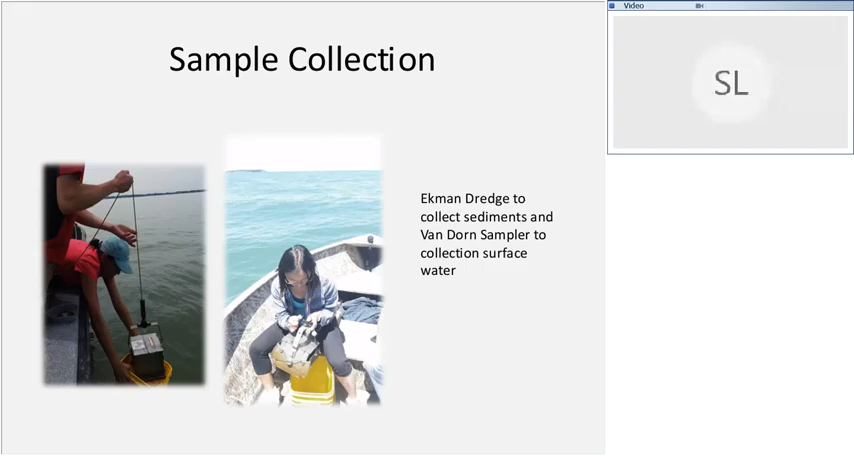 Sample Collection
Video
SL
Ekman Dredge to
collect sediments and
Van Dorn Sampler to
collection surface
water